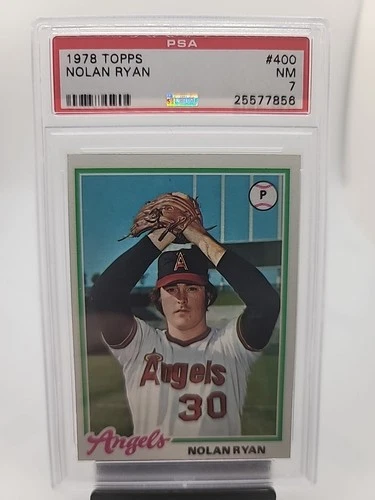 PSA
1978 TOPPS #400
NOLAN RYAN NM
7
25577856
P
A
Angels
30
Angels
NOLAN RYAN